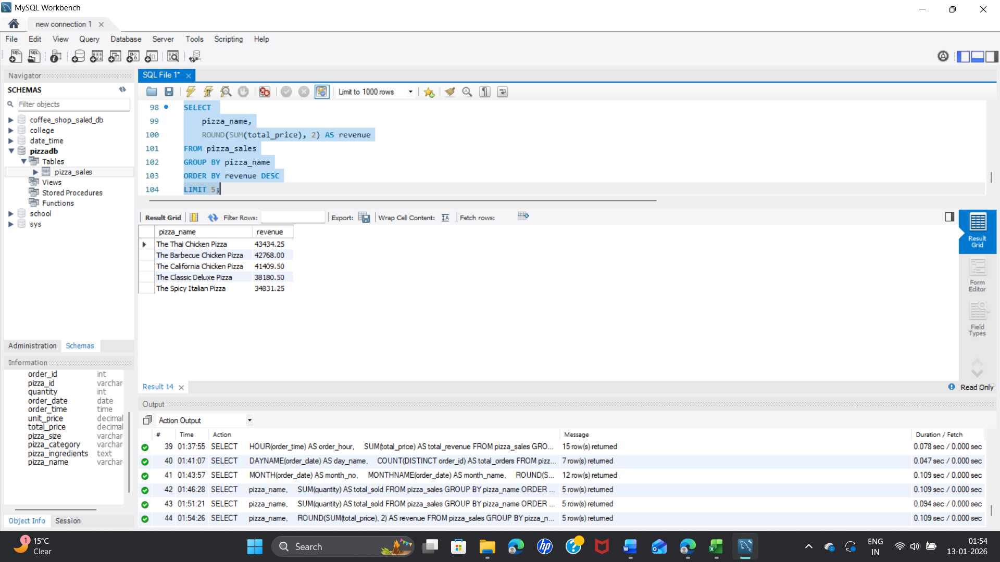 MySQL Workbench
new connection 1
File Edit View Query Database Server Tools Scripting Help
Navigator
SCHEMAS
Filter objects
coffee_shop_saled_db
college
date_time
pizzadb
Tables
pizza_sales
Views
Stored Procedures
Functions
school
sys
Administration Schemas
Information
order_id int
pizza_id varchar
quantity int
order_date date
order_time time
unit_price decimal
total_price decimal
pizza_size varchar
pizza_category varchar
pizza_ingredients text
pizza_name varchar
Object Info Session
SQL File 1*
Limit to 1000 rows
98 SELECT
99 pizza_name,
100 ROUND(SUM(total_price), 2) AS revenue
101 FROM pizza_sales
102 GROUP BY pizza_name
103 ORDER BY revenue DESC
104 LIMIT 5;
Result Grid Filter Rows: Export: Wrap Cell Content: Fetch rows:
pizza_name revenue
The Thai Chicken Pizza 43434.25
The Barbecue Chicken Pizza 42768.00
The California Chicken Pizza 41409.50
The Classic Deluxe Pizza 38180.50
The Spicy Italian Pizza 34831.25
Result Grid
Form Editor
Field Types
Result 14
Read Only
Output
Action Output
# Time Action Message Duration / Fetch
39 01:37:55 SELECT HOUR(order_time) AS order_hour, SUM(total_price) AS total_revenue FROM pizza_sales GRO... 15 row(s) returned 0.078 sec / 0.000 sec
40 01:41:07 SELECT DAYNAME(order_date) AS day_name, COUNT(DISTINCT order_id) AS total_orders FROM pizz... 7 row(s) returned 0.047 sec / 0.000 sec
41 01:43:57 SELECT MONTH(order_date) AS month_no, MONTHNAME(order_date) AS month_name, ROUND(S... 12 row(s) returned 0.109 sec / 0.000 sec
42 01:46:28 SELECT pizza_name, SUM(quantity) AS total_sold FROM pizza_sales GROUP BY pizza_name ORDER ... 5 row(s) returned 0.109 sec / 0.000 sec
43 01:51:21 SELECT pizza_name, SUM(quantity) AS total_sold FROM pizza_sales GROUP BY pizza_name ORDER ... 5 row(s) returned 0.094 sec / 0.000 sec
44 01:54:26 SELECT pizza_name, ROUND(SUM(total_price), 2) AS revenue FROM pizza_sales GROUP BY pizza_n... 5 row(s) returned 0.109 sec / 0.000 sec
1
15°C
Clear
Search
ENG
IN
01:54
13-01-2026